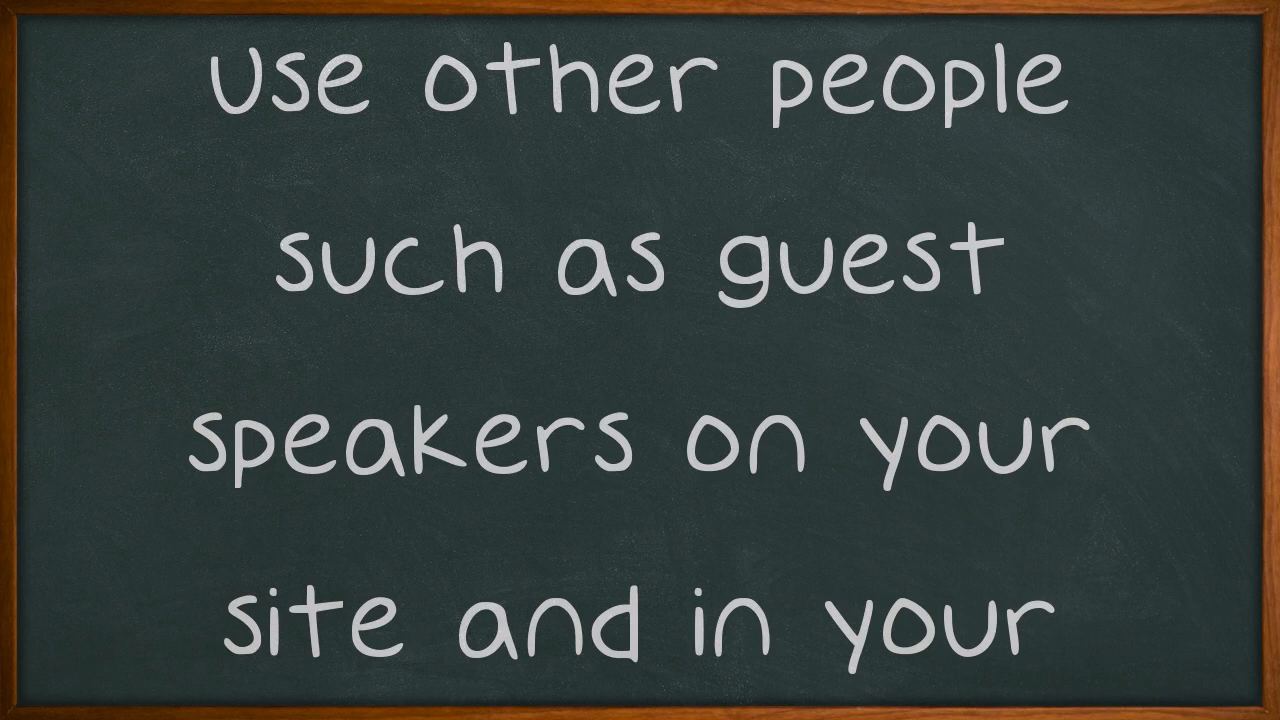 Use other people
such as guest
speakers on your
site and in your